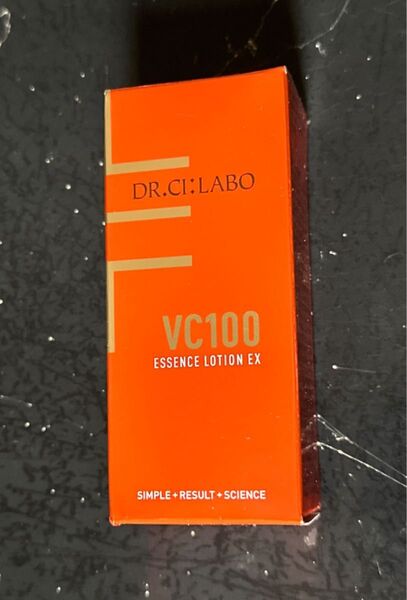 DR.CI:LABO
VC100
ESSENCE LOTION EX
SIMPLE+RESULT+SCIENCE